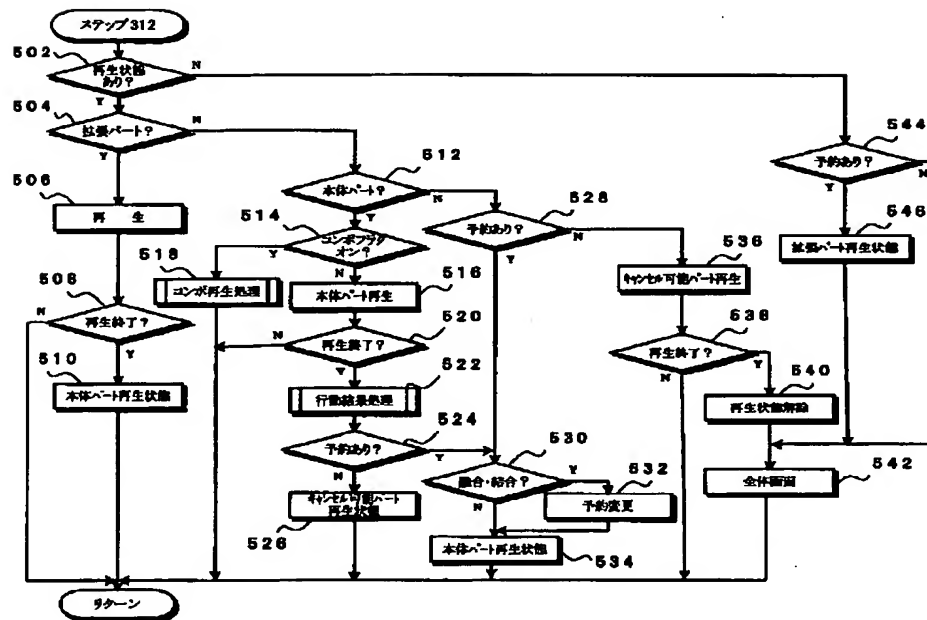 ステップ312
502
再生状態
あり?
N
Y
504
拡張パート?
N
Y
506
再 生
508
再生終了?
N
Y
510
本体パート再生状態
リターン
512
本体パート?
N
Y
514
コンボフラグ
オン?
Y
N
518
コンボ再生処理
516
本体パート再生
520
再生終了?
N
Y
522
行動結果処理
524
予約あり?
Y
N
キャンセル可能パート
再生状態
526
528
予約あり?
N
Y
530
融合・結合?
Y
N
532
予約変更
本体パート再生状態
534
536
キャンセル可能パート再生
538
再生終了?
Y
N
540
再生状態解除
全体画面
542
544
予約あり?
N
Y
546
拡張パート再生状態